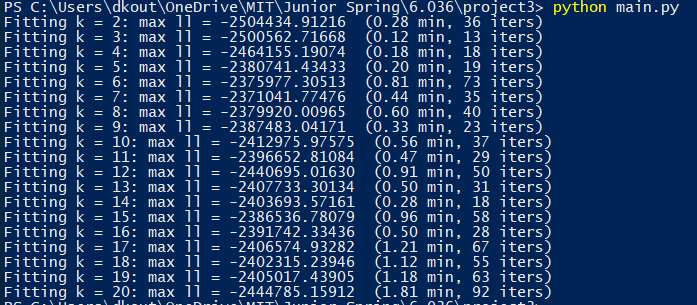 PS C:\Users\dkout\OneDrive\MIT\Junior Spring\6.036\project3> python main.py
Fitting k = 2: max ll = -2504434.91216  (0.28 min, 36 iters)
Fitting k = 3: max ll = -2500562.71668  (0.12 min, 13 iters)
Fitting k = 4: max ll = -2464155.19074  (0.18 min, 18 iters)
Fitting k = 5: max ll = -2380741.43433  (0.20 min, 19 iters)
Fitting k = 6: max ll = -2375977.30513  (0.81 min, 73 iters)
Fitting k = 7: max ll = -2371041.77476  (0.44 min, 35 iters)
Fitting k = 8: max ll = -2379920.00965  (0.60 min, 40 iters)
Fitting k = 9: max ll = -2387483.04171  (0.33 min, 23 iters)
Fitting k = 10: max ll = -2412975.97575  (0.56 min, 37 iters)
Fitting k = 11: max ll = -2396652.81084  (0.47 min, 29 iters)
Fitting k = 12: max ll = -2440695.01630  (0.91 min, 50 iters)
Fitting k = 13: max ll = -2407733.30134  (0.50 min, 31 iters)
Fitting k = 14: max ll = -2403693.57161  (0.28 min, 18 iters)
Fitting k = 15: max ll = -2386536.78079  (0.96 min, 58 iters)
Fitting k = 16: max ll = -2391742.33436  (0.50 min, 28 iters)
Fitting k = 17: max ll = -2406574.93282  (1.21 min, 67 iters)
Fitting k = 18: max ll = -2402315.23946  (1.12 min, 55 iters)
Fitting k = 19: max ll = -2405017.43905  (1.18 min, 63 iters)
Fitting k = 20: max ll = -2444785.15912  (1.81 min, 92 iters)
PS C:\Users\dkout\OneDrive\MIT\Junior Spring\6.036\project3>